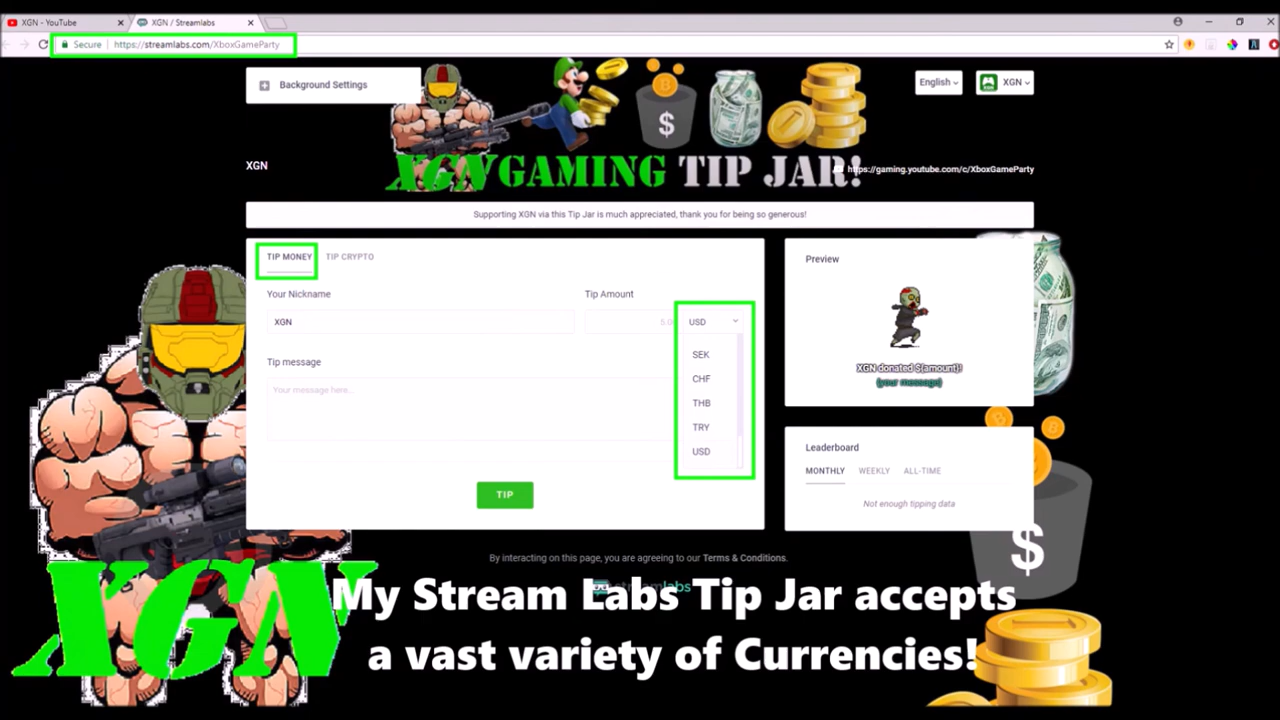 XGN - YouTube
XGN / Streamlabs
Secure
https://streamlabs.com/XboxGameParty
Background Settings
English
XGN
$
XGN GAMING TIP JAR!
XGN
https://gaming.youtube.com/c/XboxGameParty
Supporting XGN via this Tip Jar is much appreciated, thank you for being so generous!
TIP MONEY
TIP CRYPTO
Your Nickname
Tip Amount
XGN
5.0
USD
SEK
CHF
THB
TRY
USD
Tip message
Your message here...
TIP
Preview
XGN donated ${amount}!
{your message}
Leaderboard
MONTHLY
WEEKLY
ALL-TIME
Not enough tipping data
By interacting on this page, you are agreeing to our Terms & Conditions.
streamlabs
$
XGN
My Stream Labs Tip Jar accepts
a vast variety of Currencies!